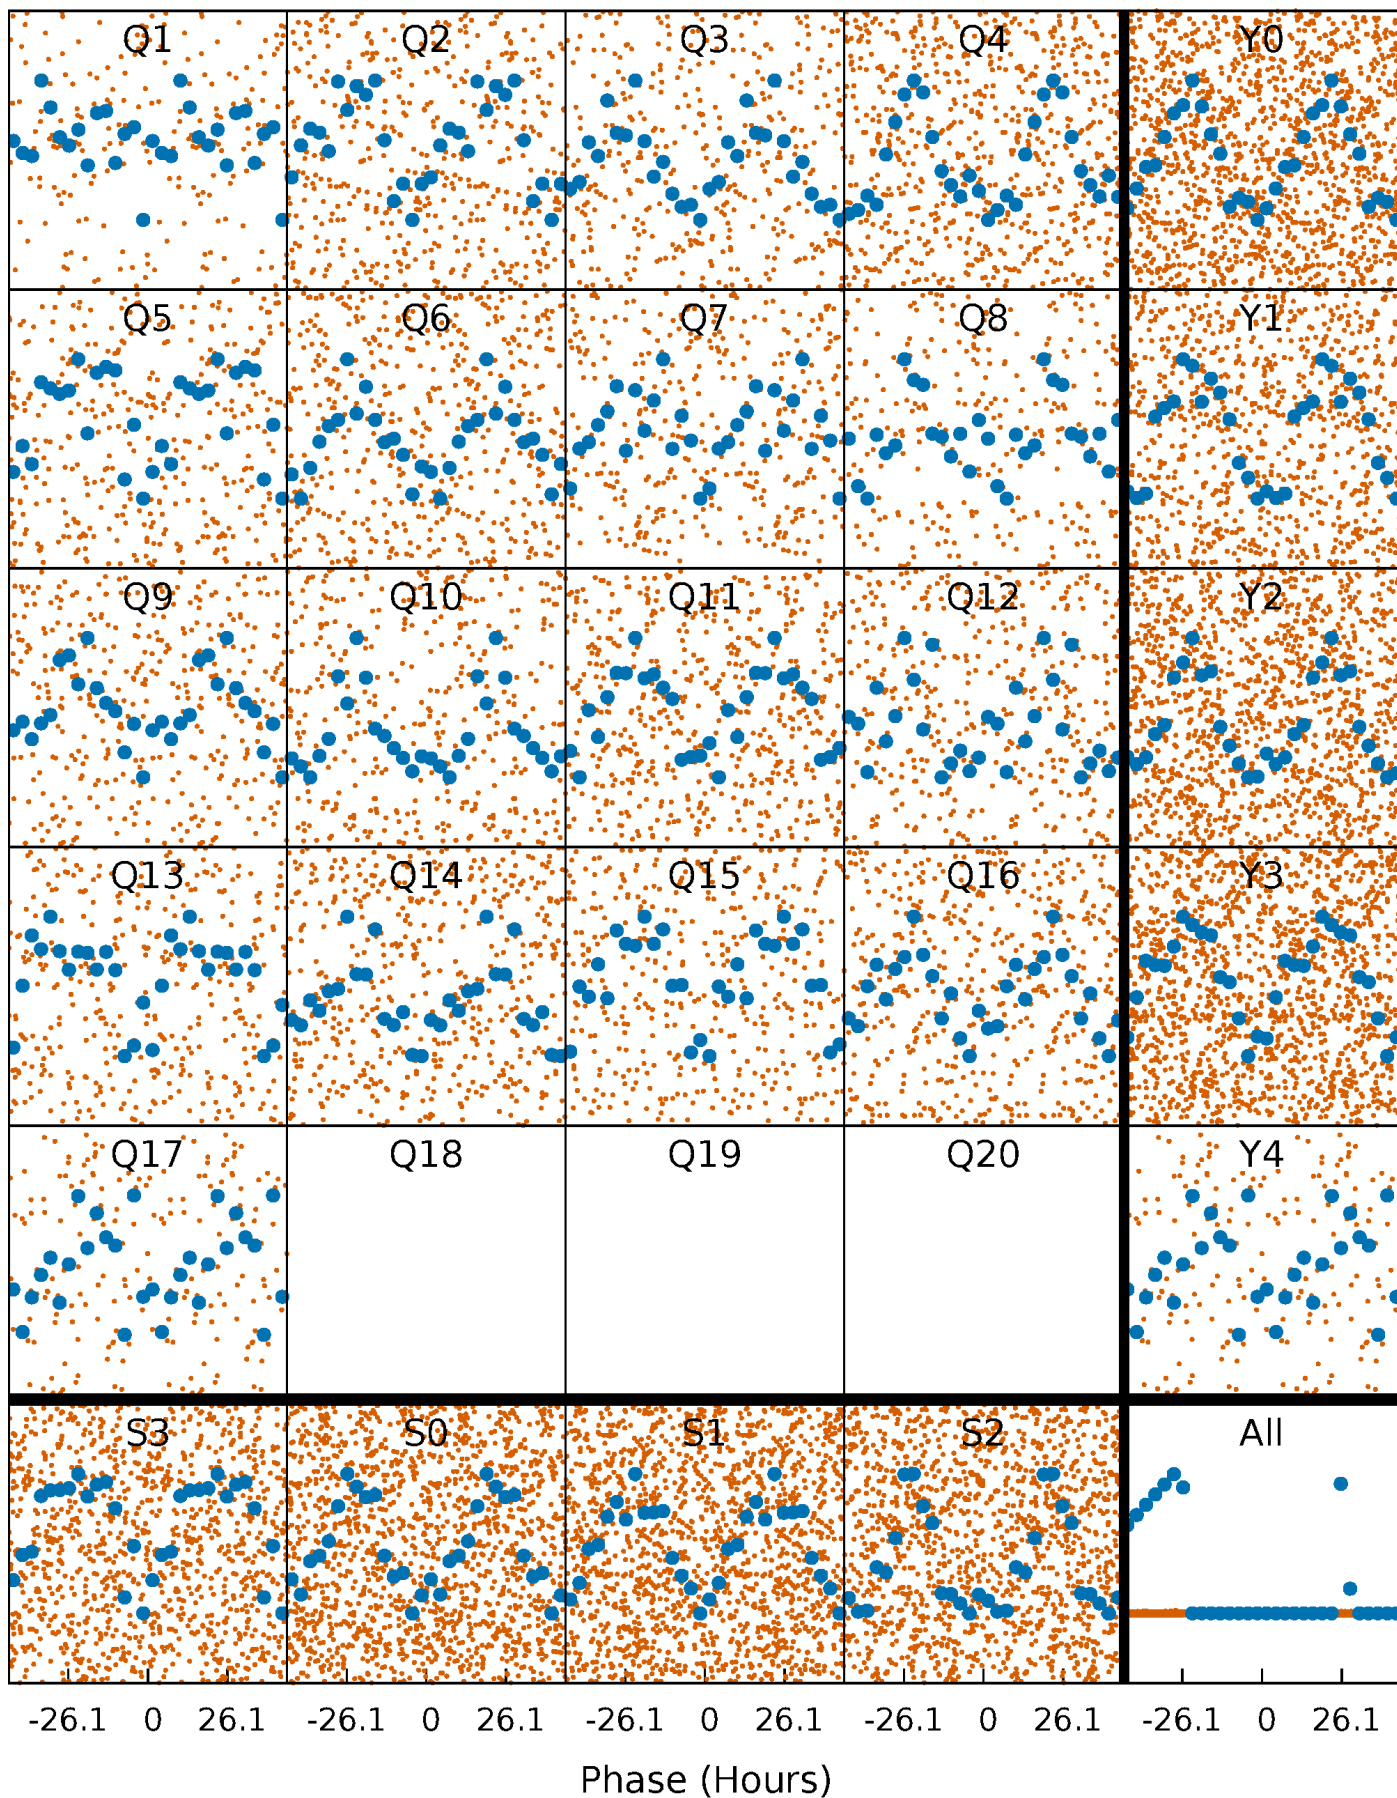 Q1 Q2 Q3 Q4 Y0
Q5 Q6 Q7 Q8 Y1
Q9 Q10 Q11 Q12 Y2
Q13 Q14 Q15 Q16 Y3
Q17 Q18 Q19 Q20 Y4
S3 S0 S1 S2 All
-26.1 0 26.1 -26.1 0 26.1 -26.1 0 26.1 -26.1 0 26.1 -26.1 0 26.1
Phase (Hours)